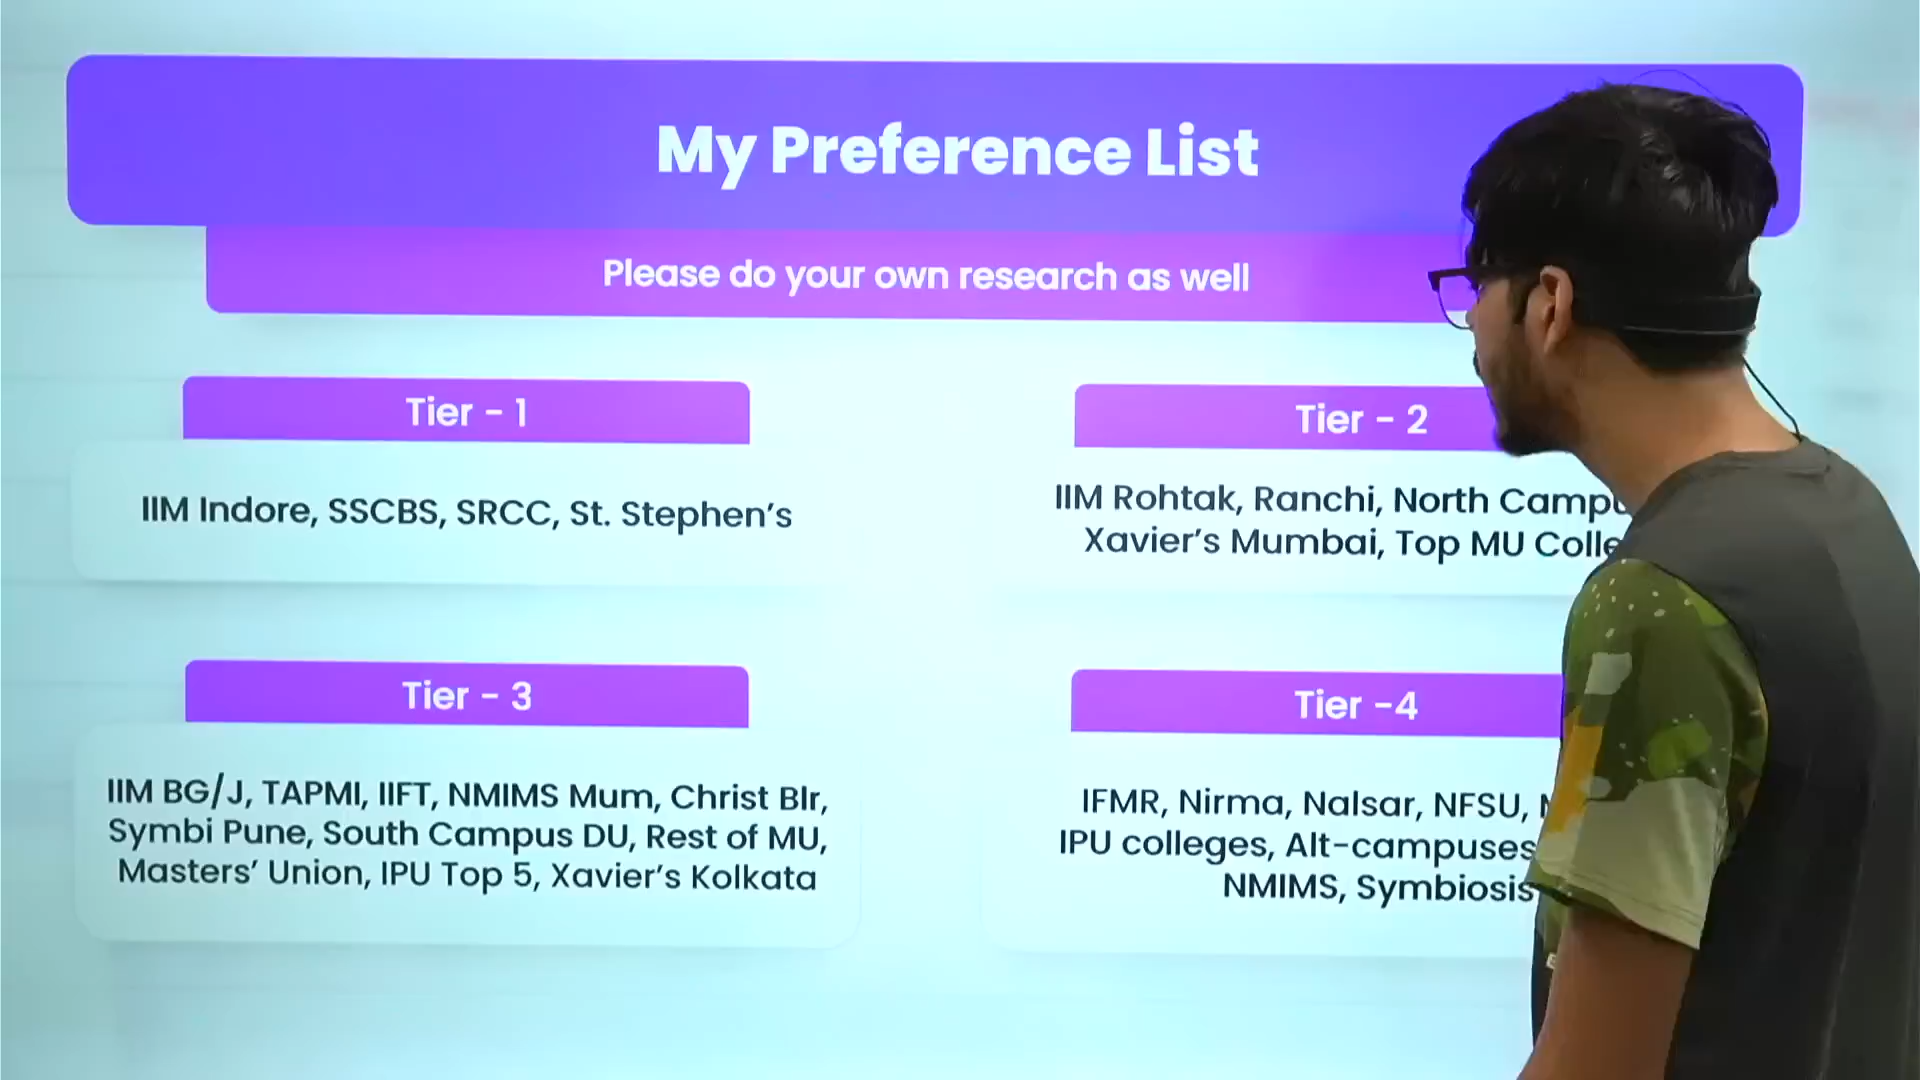 My Preference List
Please do your own research as well
Tier - 1
IIM Indore, SSCBS, SRCC, St. Stephen's
Tier - 2
IIM Rohtak, Ranchi, North
Xavier's Mumbai, Top MU
Tier - 3
IIM BG/J, TAPMI, IIFT, NMIMS Mum, Christ Blr,
Symbi Pune, South Campus DU, Rest of MU,
Masters' Union, IPU Top 5, Xavier's Kolkata
Tier -4
IFMR, Nirma, Nalsar, NFSU,
IPU colleges, Alt-campuses
NMIMS, Symbiosis